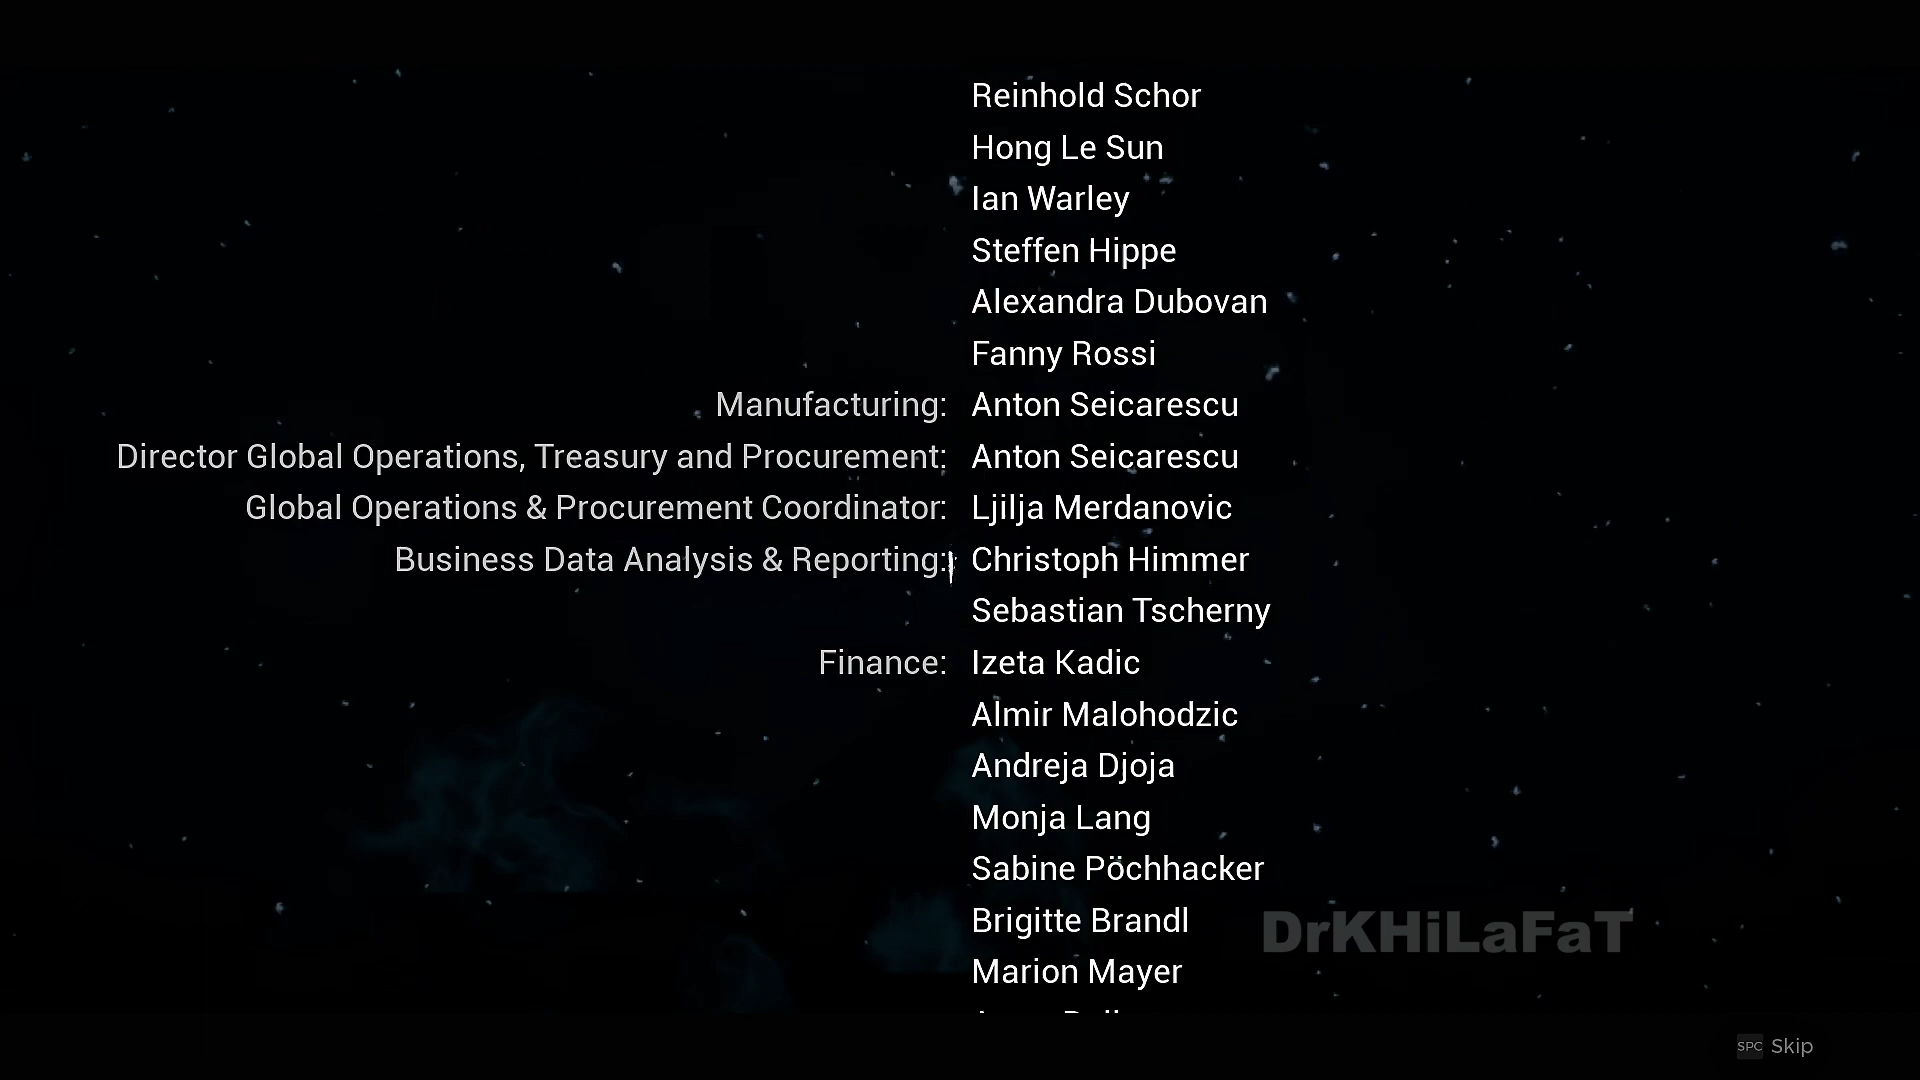 Reinhold Schor
Hong Le Sun
Ian Warley
Steffen Hippe
Alexandra Dubovan
Fanny Rossi
Manufacturing: Anton Seicarescu
Director Global Operations, Treasury and Procurement: Anton Seicarescu
Global Operations & Procurement Coordinator: Ljilja Merdanovic
Business Data Analysis & Reporting: Christoph Himmer
Sebastian Tscherny
Finance: Izeta Kadic
Almir Malohodzic
Andreja Djoja
Monja Lang
Sabine Pöchhacker
Brigitte Brandl
Marion Mayer
DrKHiLaFaT
SPC Skip